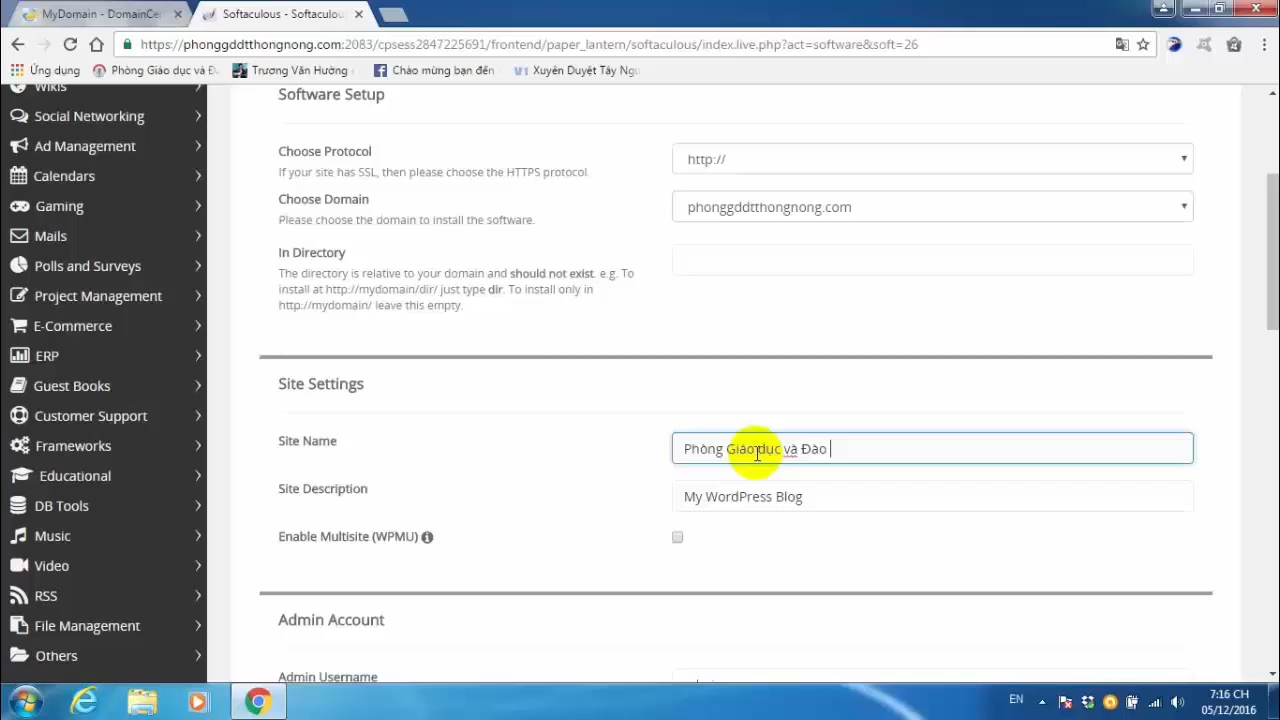 MyDomain - DomainCe
Softaculous - Softaculou
https://phonggddtthongnong.com:2083/cpsess2847225691/frontend/paper_lantern/softaculous/index.live.php?act=software&soft=26
Ứng dụng
Phòng Giáo dục và Đ
Trương Văn Hường
Chào mừng bạn đến
Xuyên Duyệt Tây Ngu
Wikis
Social Networking
Ad Management
Calendars
Gaming
Mails
Polls and Surveys
Project Management
E-Commerce
ERP
Guest Books
Customer Support
Frameworks
Educational
DB Tools
Music
Video
RSS
File Management
Others
Software Setup
Choose Protocol
If your site has SSL, then please choose the HTTPS protocol.
http://
Choose Domain
Please choose the domain to install the software.
phonggddtthongnong.com
In Directory
The directory is relative to your domain and should not exist. e.g. To
install at http://mydomain/dir/ just type dir. To install only in
http://mydomain/ leave this empty.
Site Settings
Site Name
Phòng Giáo dục và Đào
Site Description
My WordPress Blog
Enable Multisite (WPMU)
Admin Account
Admin Username
EN
7:16 CH
05/12/2016